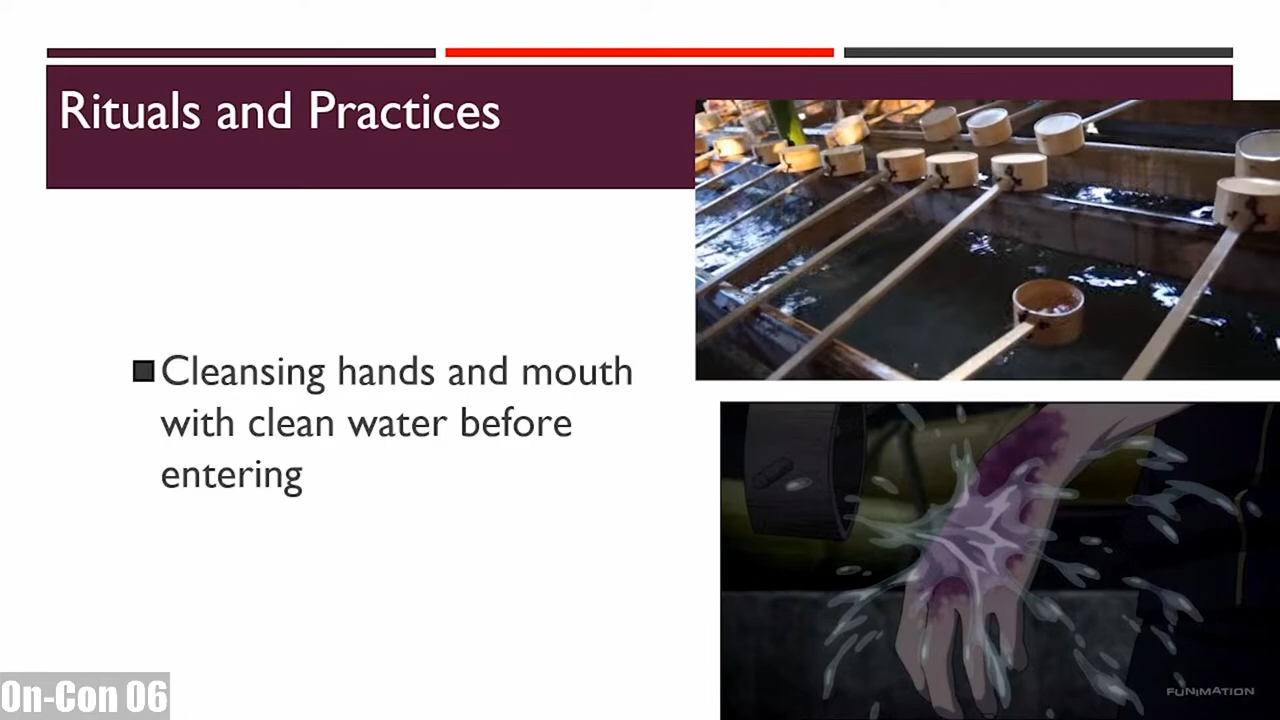 Rituals and Practices
■Cleansing hands and mouth
with clean water before
entering
FUNIMATION
On-Con 06